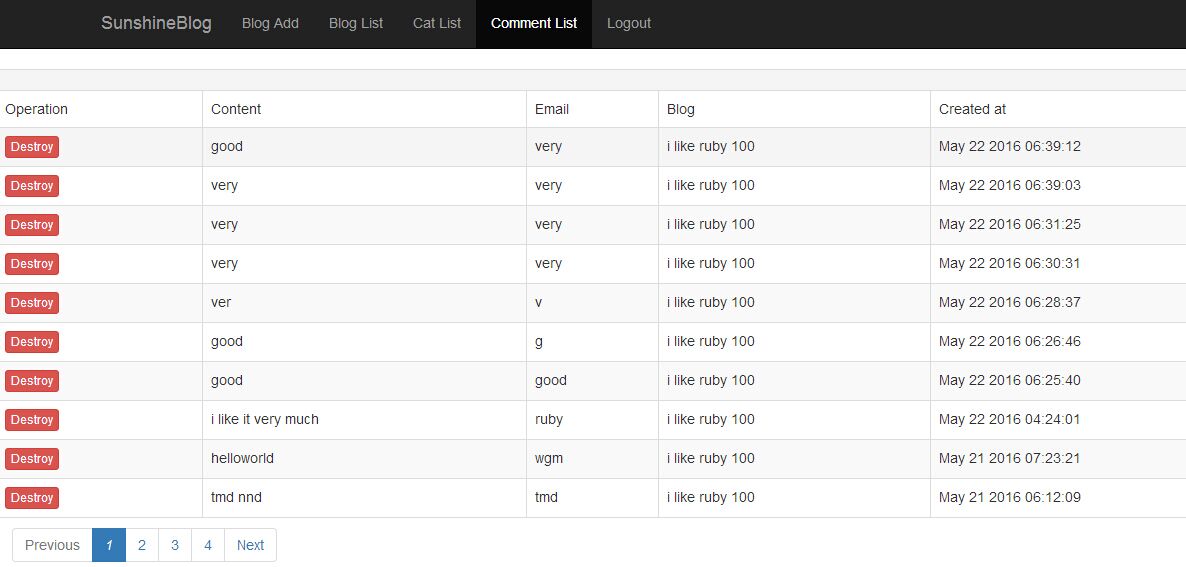 SunshineBlog Blog Add Blog List Cat List Comment List Logout
Operation Content Email Blog Created at
Destroy good very i like ruby 100 May 22 2016 06:39:12
Destroy very very i like ruby 100 May 22 2016 06:39:03
Destroy very very i like ruby 100 May 22 2016 06:31:25
Destroy very very i like ruby 100 May 22 2016 06:30:31
Destroy ver v i like ruby 100 May 22 2016 06:28:37
Destroy good g i like ruby 100 May 22 2016 06:26:46
Destroy good good i like ruby 100 May 22 2016 06:25:40
Destroy i like it very much ruby i like ruby 100 May 22 2016 04:24:01
Destroy helloworld wgm i like ruby 100 May 21 2016 07:23:21
Destroy tmd nnd tmd i like ruby 100 May 21 2016 06:12:09
Previous 1 2 3 4 Next